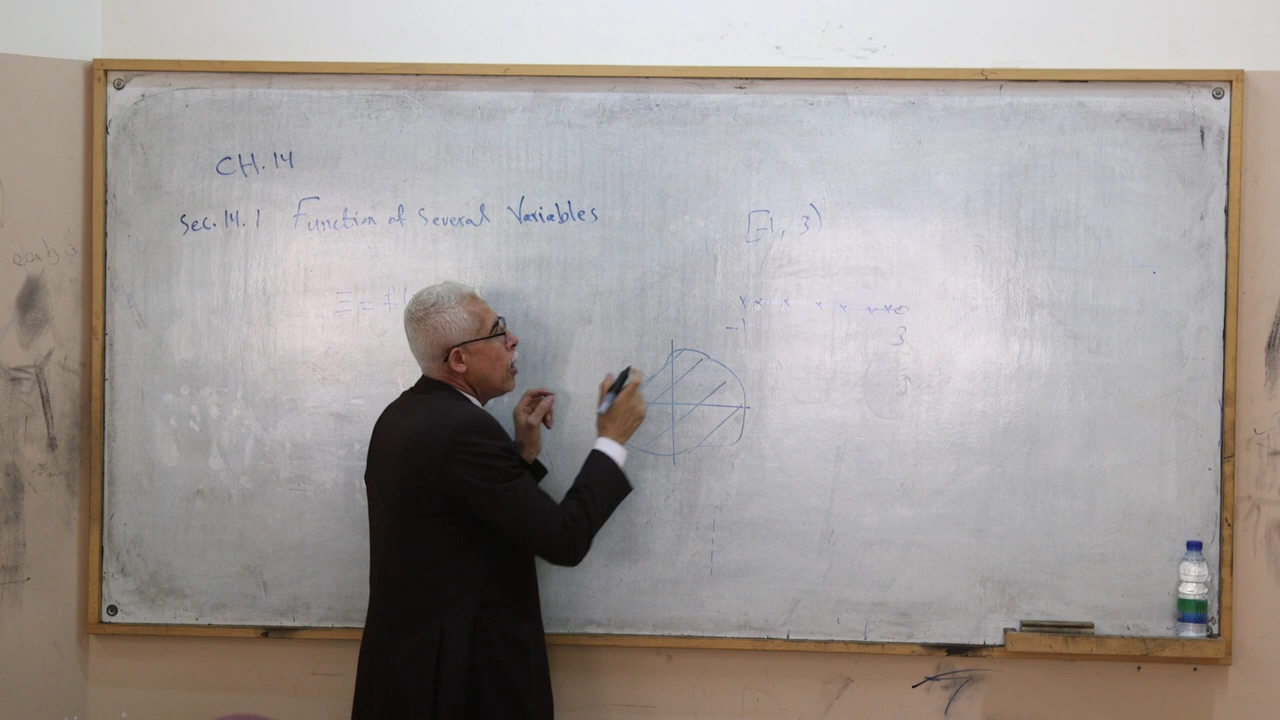 CH.14
Sec. 14.1 Function of Several Variables
[-1, 3)
Z = f(
-1
3